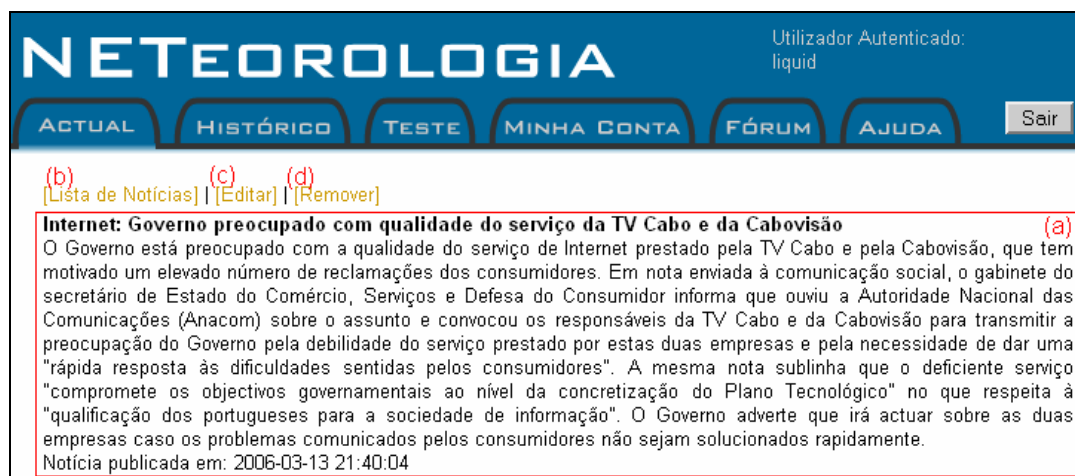 NETEOROLOGIA
Utilizador Autenticado:
liquid
ACTUAL HISTÓRICO TESTE MINHA CONTA FÓRUM AJUDA Sair
(b) (c) (d)
[Lista de Notícias] | [Editar] | [Remover]
Internet: Governo preocupado com qualidade do serviço da TV Cabo e da Cabovisão (a)
O Governo está preocupado com a qualidade do serviço de Internet prestado pela TV Cabo e pela Cabovisão, que tem
motivado um elevado número de reclamações dos consumidores. Em nota enviada à comunicação social, o gabinete do
secretário de Estado do Comércio, Serviços e Defesa do Consumidor informa que ouviu a Autoridade Nacional das
Comunicações (Anacom) sobre o assunto e convocou os responsáveis da TV Cabo e da Cabovisão para transmitir a
preocupação do Governo pela debilidade do serviço prestado por estas duas empresas e pela necessidade de dar uma
"rápida resposta às dificuldades sentidas pelos consumidores". A mesma nota sublinha que o deficiente serviço
"compromete os objectivos governamentais ao nível da concretização do Plano Tecnológico" no que respeita à
"qualificação dos portugueses para a sociedade de informação". O Governo adverte que irá actuar sobre as duas
empresas caso os problemas comunicados pelos consumidores não sejam solucionados rapidamente.
Notícia publicada em: 2006-03-13 21:40:04